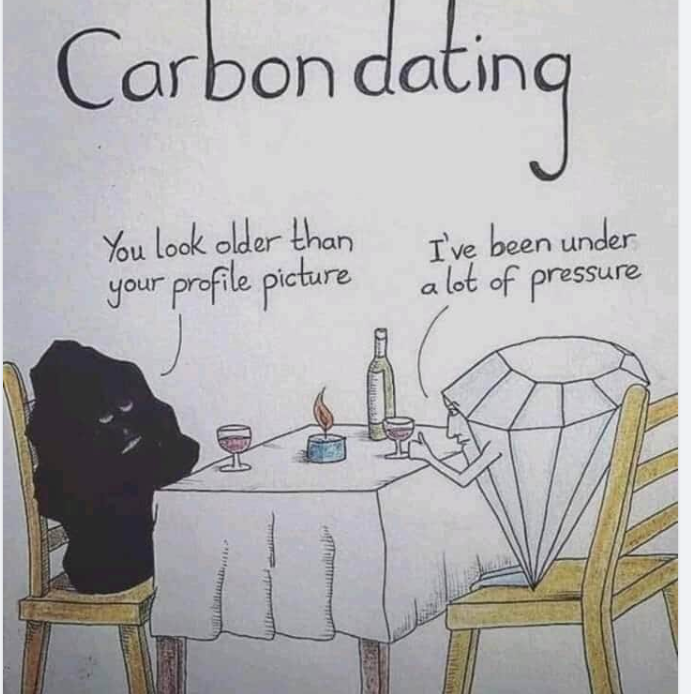 Carbon dating
You look older than
your profile picture
I've been under
a lot of pressure